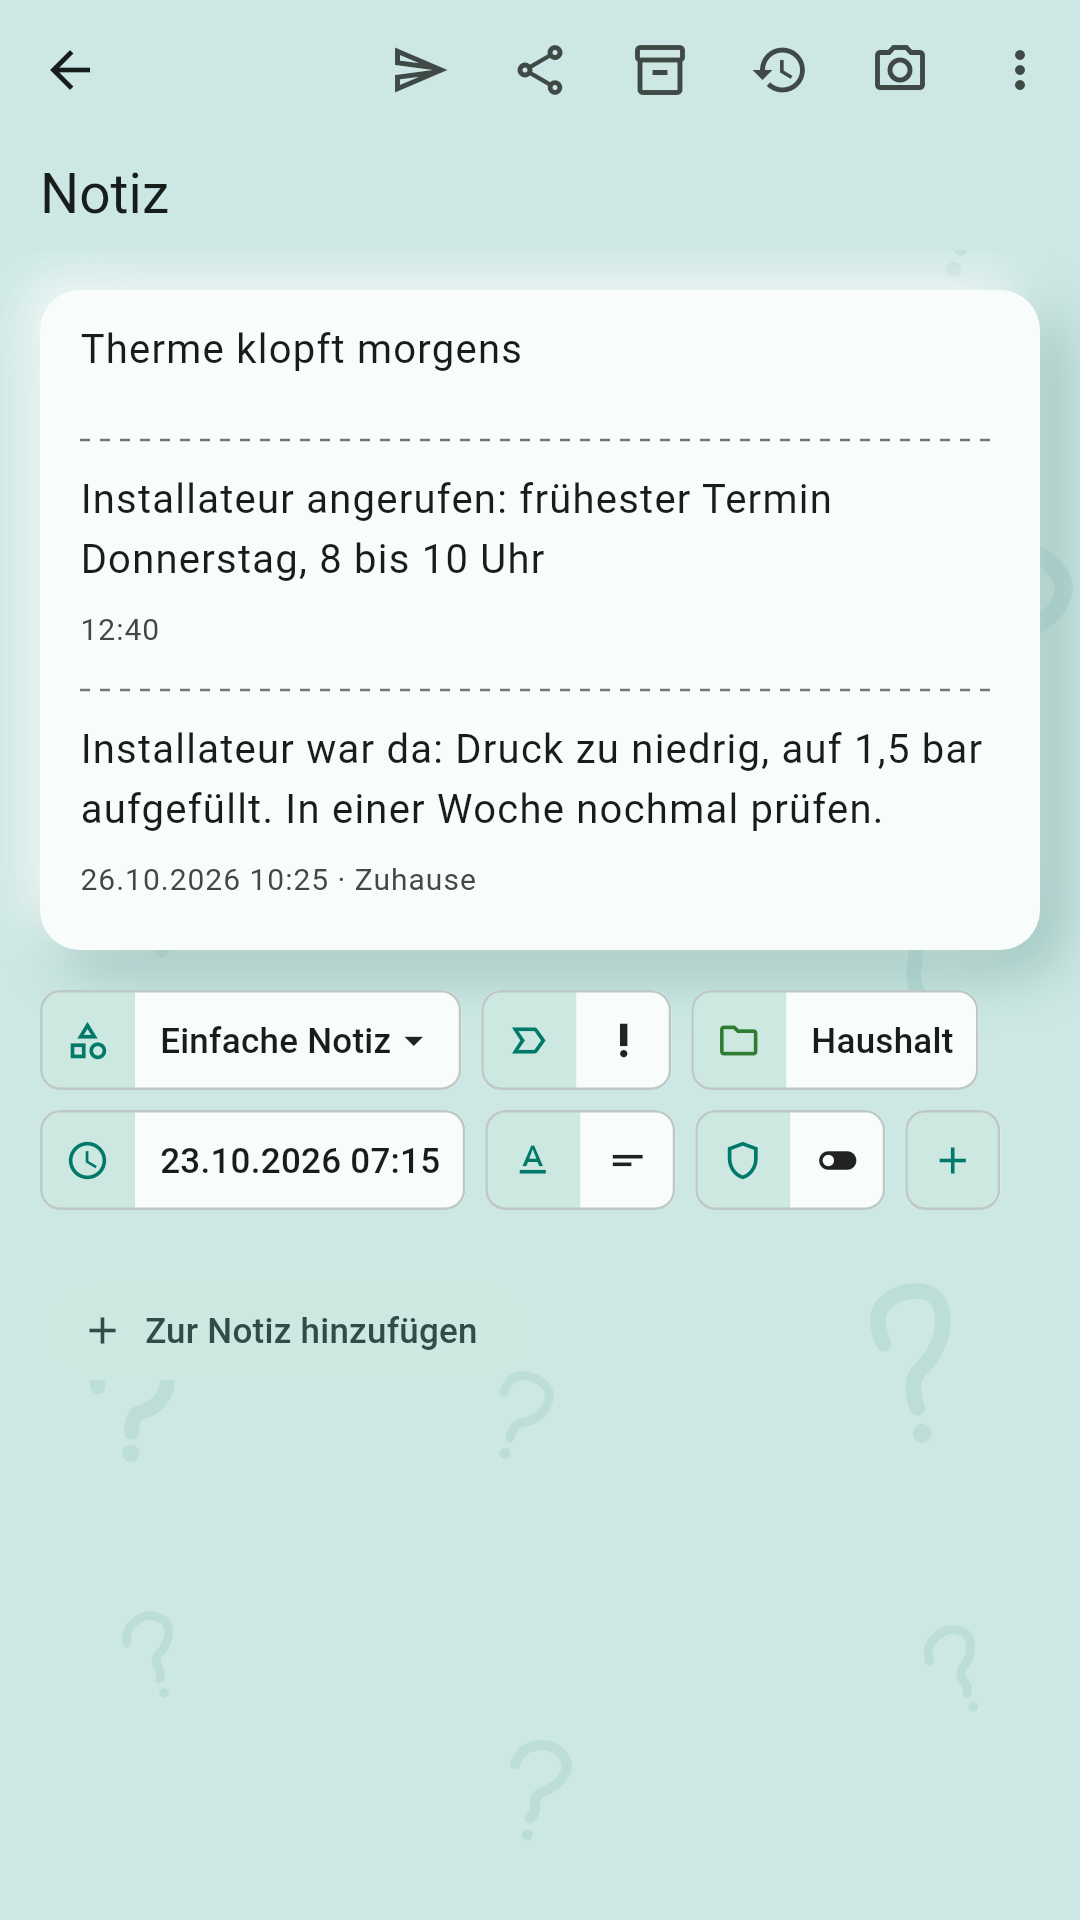 Notiz
Therme klopft morgens
Installateur angerufen: frühester Termin
Donnerstag, 8 bis 10 Uhr
12:40
Installateur war da: Druck zu niedrig, auf 1,5 bar
aufgefüllt. In einer Woche nochmal prüfen.
26.10.2026 10:25 · Zuhause
Einfache Notiz
Haushalt
23.10.2026 07:15
Zur Notiz hinzufügen